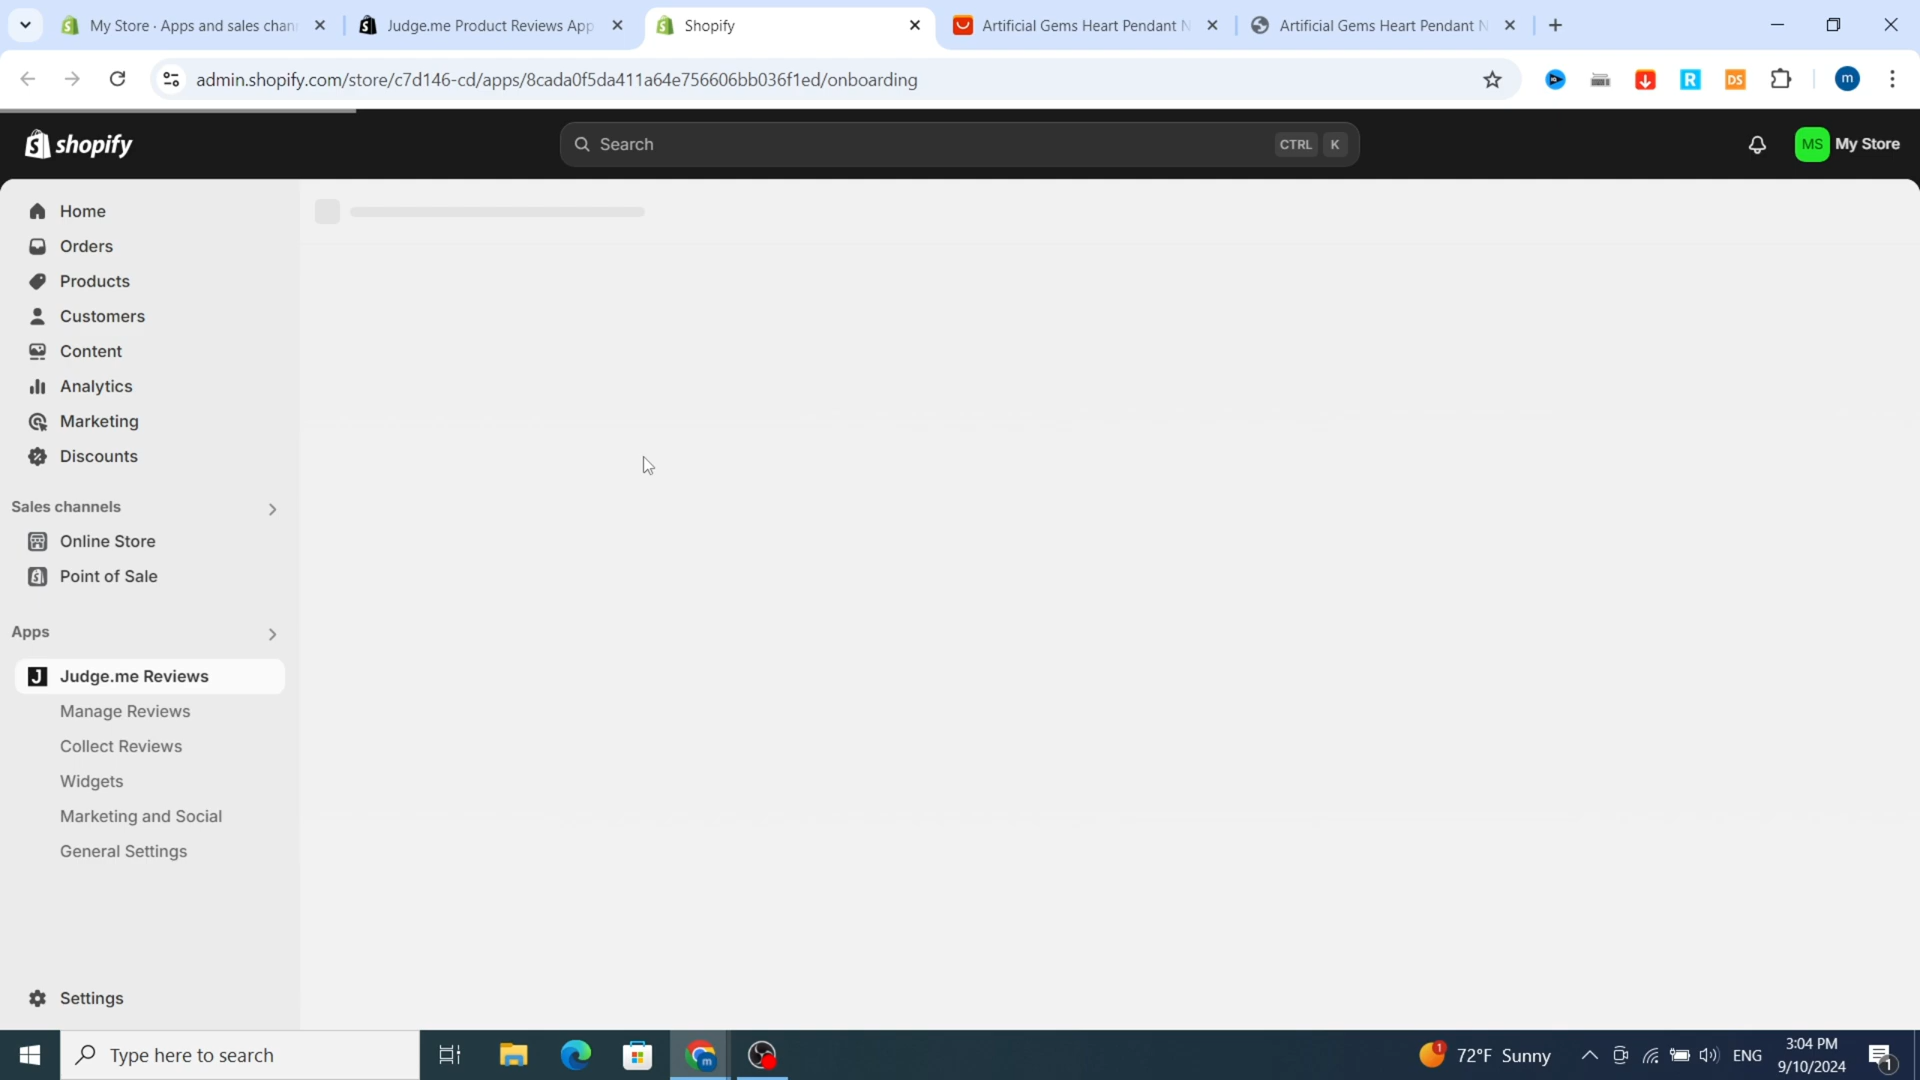 My Store · Apps and sales chan
Judge.me Product Reviews App
Shopify
Artificial Gems Heart Pendant N
Artificial Gems Heart Pendant N
admin.shopify.com/store/c7d146-cd/apps/8cada0f5da411a64e756606bb036f1ed/onboarding
R
DS
m
shopify
Search
CTRL
K
MS
My Store
Home
Orders
Products
Customers
Content
Analytics
Marketing
Discounts
Sales channels
Online Store
Point of Sale
Apps
J
Judge.me Reviews
Manage Reviews
Collect Reviews
Widgets
Marketing and Social
General Settings
Settings
Type here to search
m
1
72°F Sunny
ENG
3:04 PM
9/10/2024
1